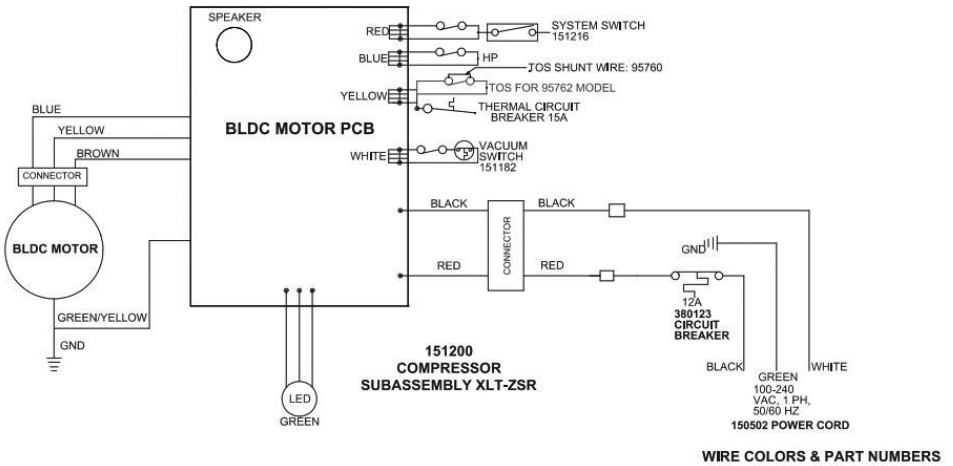 SPEAKER
RED
SYSTEM SWITCH
151216
BLUE
HP
TOS SHUNT WIRE: 95760
TOS FOR 95762 MODEL
YELLOW
THERMAL CIRCUIT
BREAKER 15A
BLDC MOTOR PCB
WHITE
VACUUM
SWITCH
151182
BLUE
YELLOW
BROWN
CONNECTOR
BLDC MOTOR
GREEN/YELLOW
GND
BLACK
BLACK
CONNECTOR
RED
RED
GND
12A
380123
CIRCUIT
BREAKER
BLACK
GREEN
WHITE
100-240
VAC, 1 PH,
50/60 HZ
150502 POWER CORD
151200
COMPRESSOR
SUBASSEMBLY XLT-ZSR
LED
GREEN
WIRE COLORS & PART NUMBERS